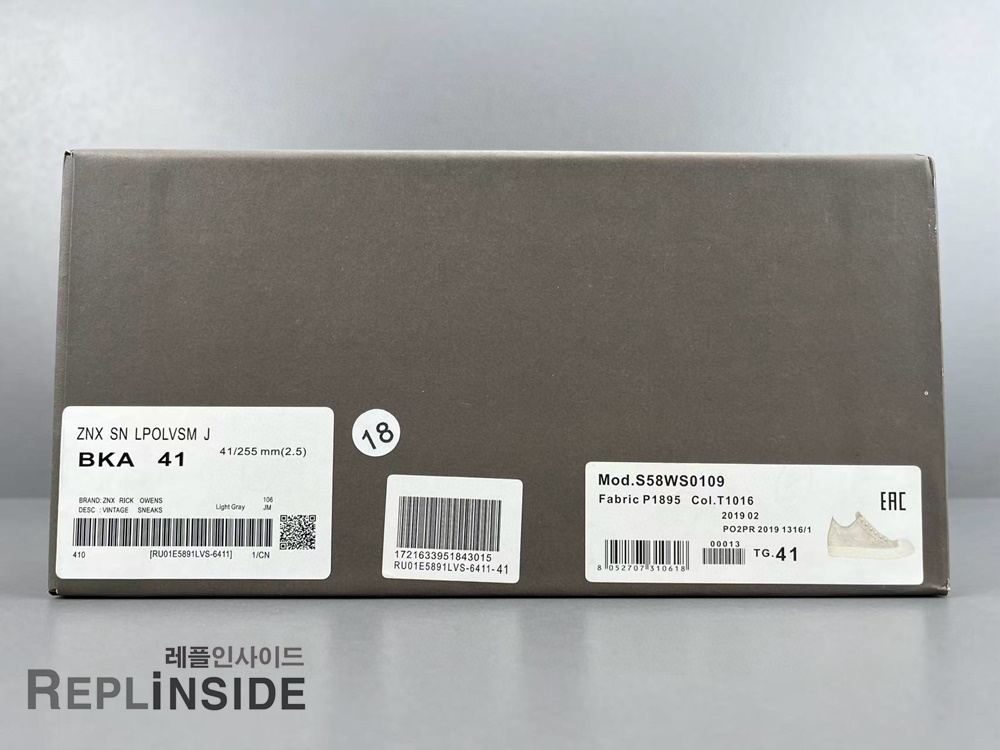 ZNX SN LPOLVSM J
BKA 41
41/255 mm(2.5)
BRAND: ZNX RICK OWENS
DESC : VINTAGE SNEAKS
Light Gray
106
JM
410
[RU01E5891LVS-6411]
1/CN
18
1721633951843015
RU01E5891LVS-6411-41
Mod.S58WS0109
Fabric P1895 Col.T1016
2019 02
PO2PR 2019 1316/1
EAC
8 052707 310618
00013
TG.41
레플인사이드
REPLINSIDE